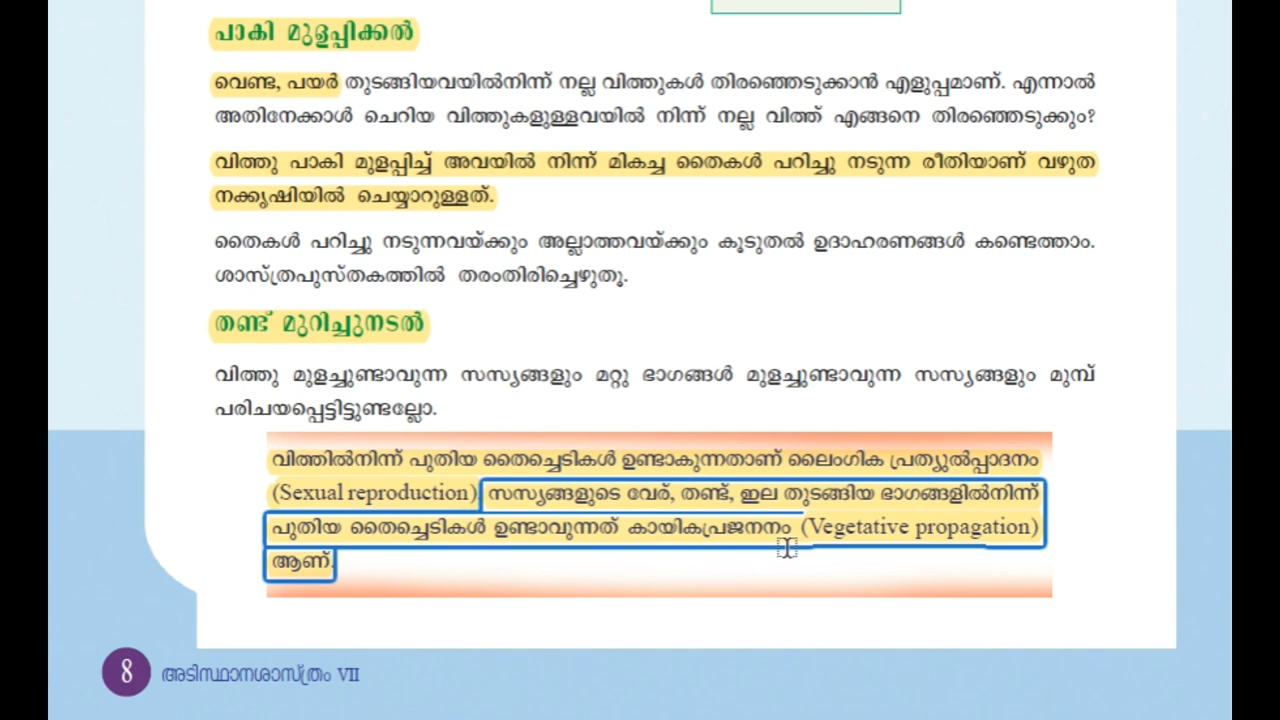 പാകി മുളപ്പിക്കൽ
വെണ്ട, പയർ തുടങ്ങിയവയിൽനിന്ന് നല്ല വിത്തുകൾ തിരഞ്ഞെടുക്കാൻ എളുപ്പമാണ്. എന്നാൽ
അതിനേക്കാൾ ചെറിയ വിത്തുകളുള്ളവയിൽ നിന്ന് നല്ല വിത്ത് എങ്ങനെ തിരഞ്ഞെടുക്കും?
വിത്തു പാകി മുളപ്പിച്ച് അവയിൽ നിന്ന് മികച്ച തൈകൾ പറിച്ചു നടുന്ന രീതിയാണ് വഴുത
നക്കൃഷിയിൽ ചെയ്യാറുള്ളത്.
തൈകൾ പറിച്ചു നടുന്നവയ്ക്കും അല്ലാത്തവയ്ക്കും കൂടുതൽ ഉദാഹരണങ്ങൾ കണ്ടെത്താം.
ശാസ്ത്രപുസ്തകത്തിൽ തരംതിരിച്ചെഴുതൂ.
തണ്ട് മുറിച്ചുനടൽ
വിത്തു മുളച്ചുണ്ടാവുന്ന സസ്യങ്ങളും മറ്റു ഭാഗങ്ങൾ മുളച്ചുണ്ടാവുന്ന സസ്യങ്ങളും മുമ്പ്
പരിചയപ്പെട്ടിട്ടുണ്ടല്ലോ.
വിത്തിൽനിന്ന് പുതിയ തൈച്ചെടികൾ ഉണ്ടാകുന്നതാണ് ലൈംഗിക പ്രത്യുൽപ്പാദനം
(Sexual reproduction). സസ്യങ്ങളുടെ വേര്, തണ്ട്, ഇല തുടങ്ങിയ ഭാഗങ്ങളിൽനിന്ന്
പുതിയ തൈച്ചെടികൾ ഉണ്ടാവുന്നത് കായികപ്രജനനം (Vegetative propagation)
ആണ്.
8 അടിസ്ഥാനശാസ്ത്രം VII